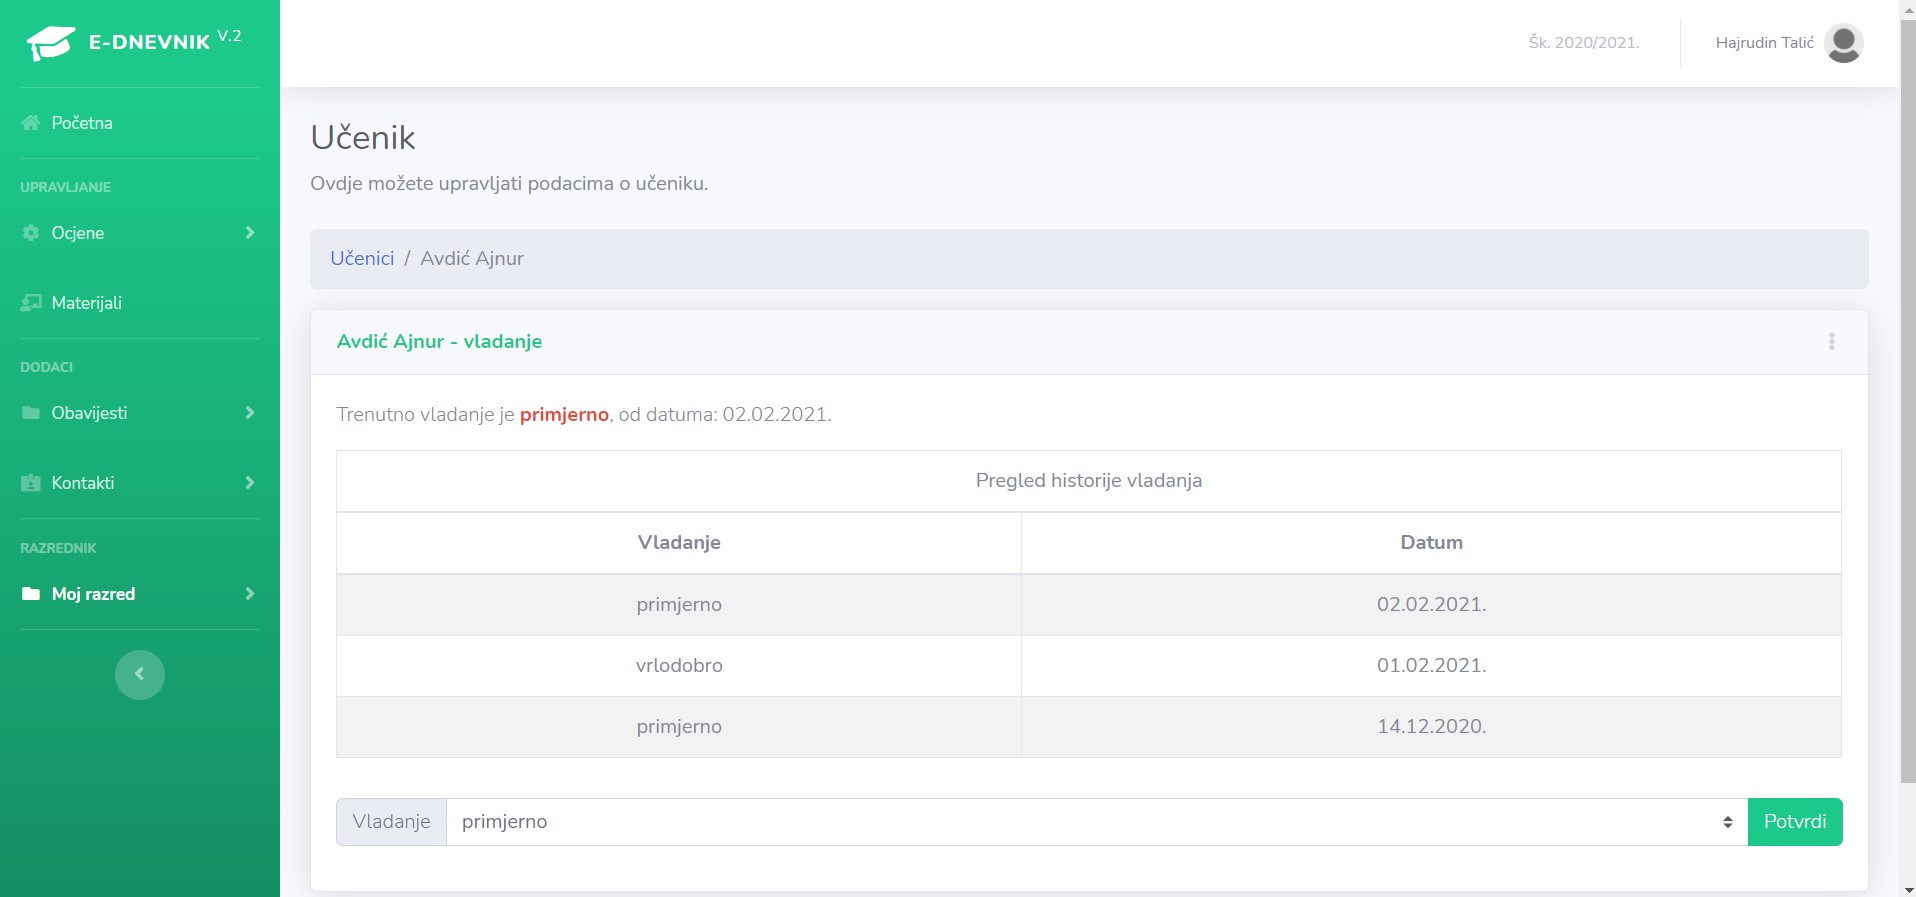 E-DNEVNIK V.2
Šk. 2020/2021.
Hajrudin Talić
Početna
UPRAVLJANJE
Ocjene
Materijali
DODACI
Obavijesti
Kontakti
RAZREDNIK
Moj razred
Učenik
Ovdje možete upravljati podacima o učeniku.
Učenici / Avdić Ajnur
Avdić Ajnur - vladanje
Trenutno vladanje je primjerno, od datuma: 02.02.2021.
Pregled historije vladanja
Vladanje Datum
primjerno 02.02.2021.
vrlodobro 01.02.2021.
primjerno 14.12.2020.
Vladanje primjerno Potvrdi